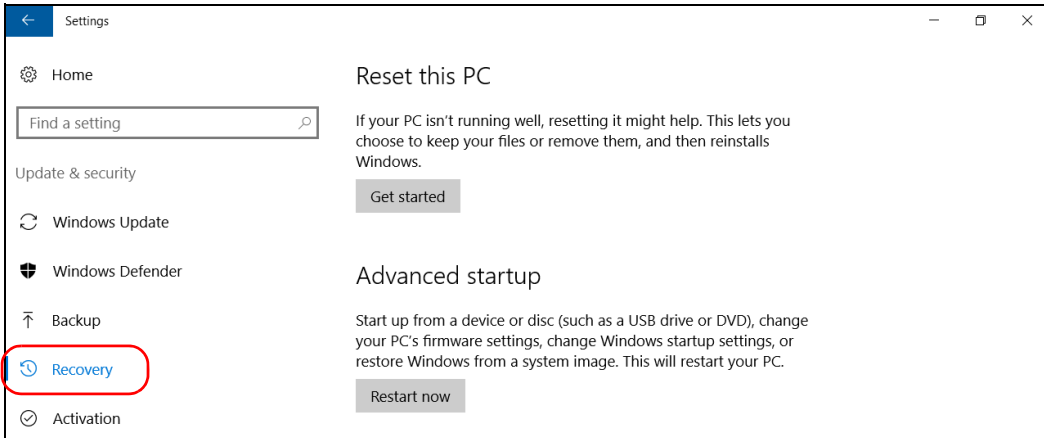 Settings
Home
Find a setting
Update & security
Windows Update
Windows Defender
Backup
Recovery
Activation
Reset this PC
If your PC isn't running well, resetting it might help. This lets you
choose to keep your files or remove them, and then reinstalls
Windows.
Get started
Advanced startup
Start up from a device or disc (such as a USB drive or DVD), change
your PC's firmware settings, change Windows startup settings, or
restore Windows from a system image. This will restart your PC.
Restart now